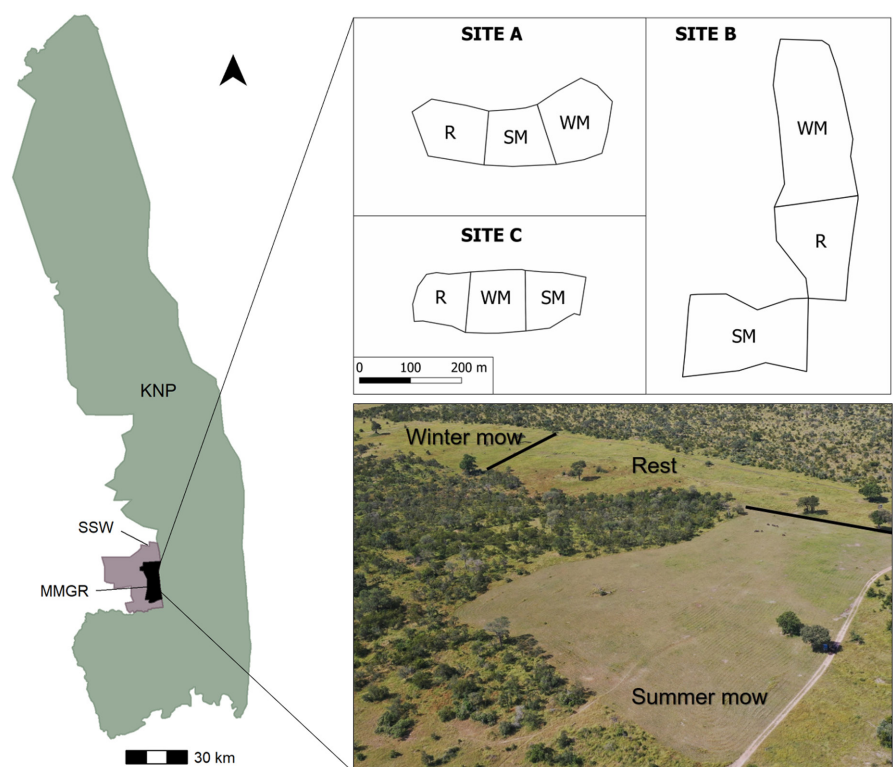 KNP
SSW
MMGR
30 km
SITE A
R
SM
WM
SITE B
WM
R
SM
SITE C
R
WM
SM
0 100 200 m
Winter mow
Rest
Summer mow